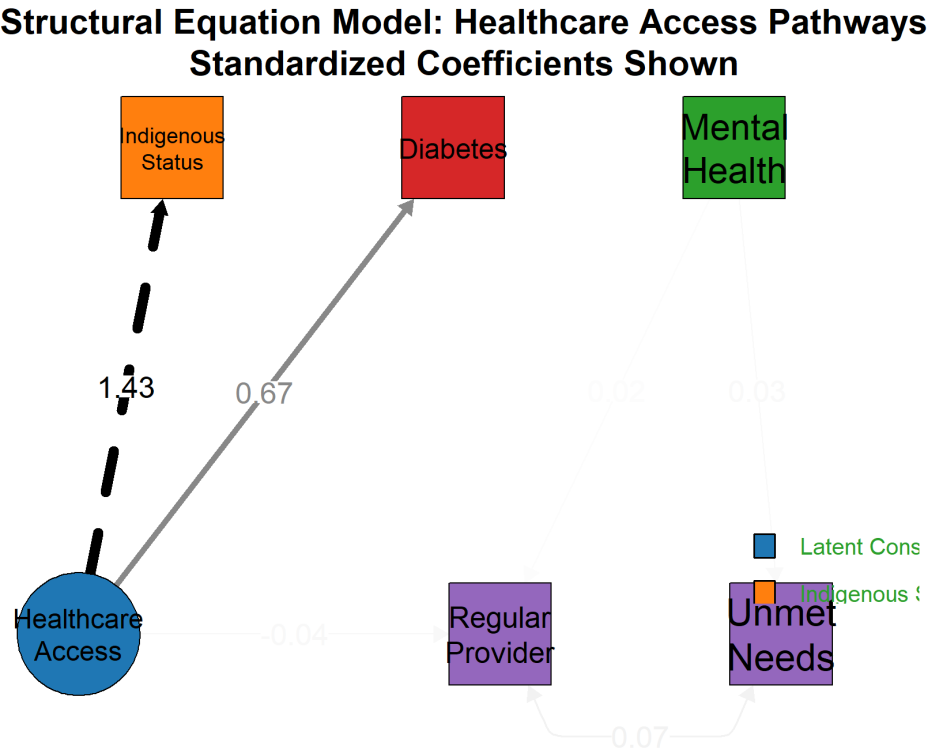 Structural Equation Model: Healthcare Access Pathways
Standardized Coefficients Shown
Indigenous
Status
Diabetes
Mental
Health
1.43
0.67
0.02
0.03
Latent Cons
Indigenous S
Healthcare
Access
-0.04
Regular
Provider
Unmet
Needs
0.07